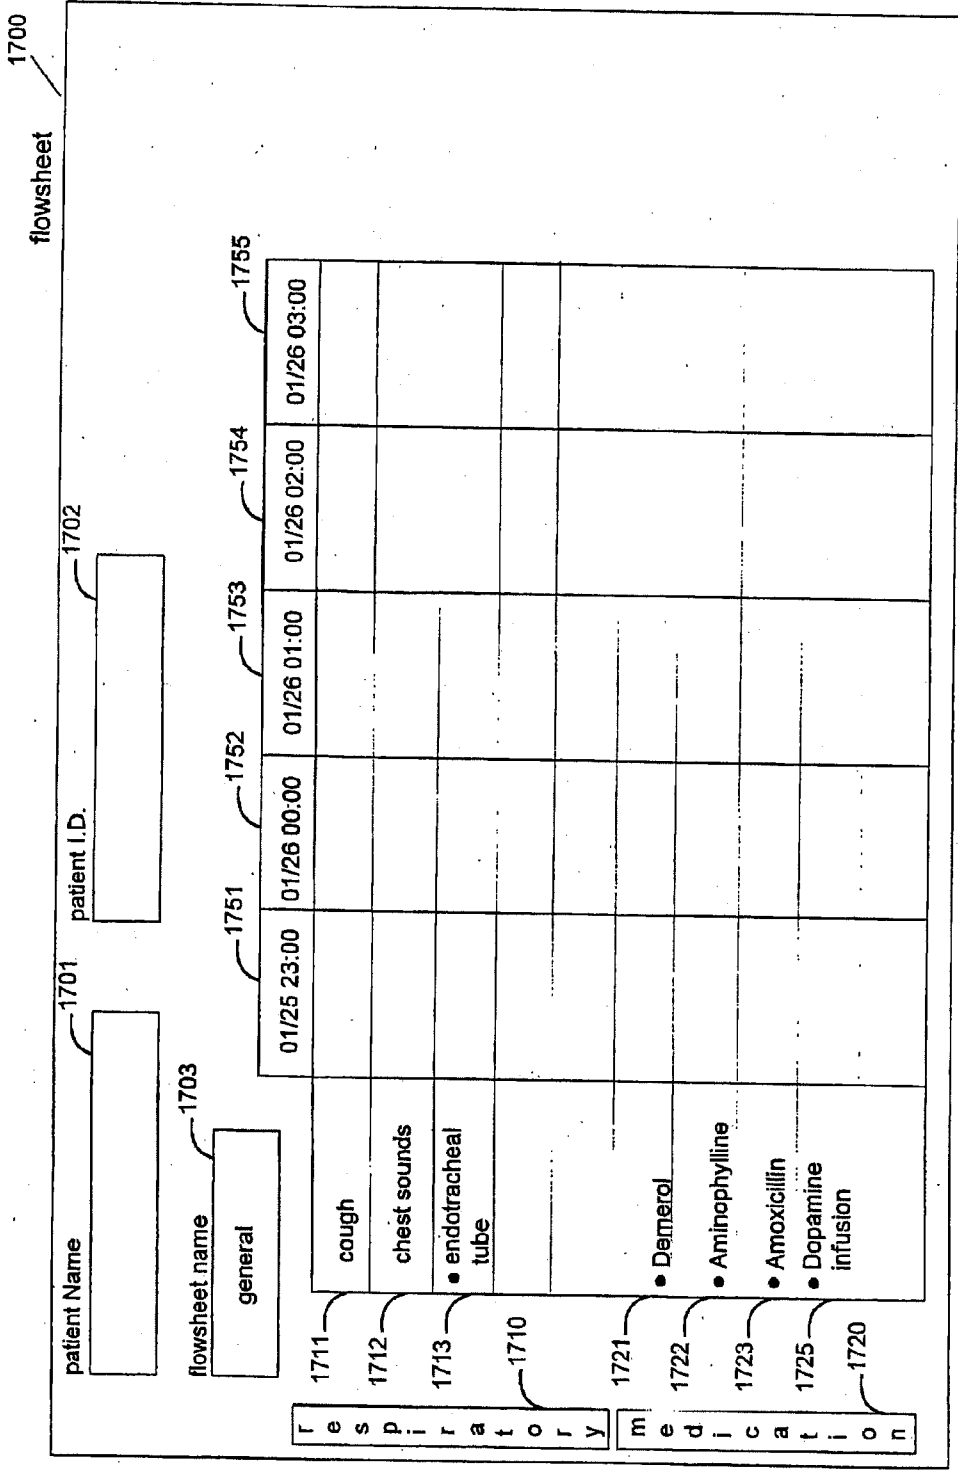 flowsheet 1700
patient Name 1701
patient I.D. 1702
flowsheet name 1703
general
1751 1752 1753 1754 1755
01/25 23:00 01/26 00:00 01/26 01:00 01/26 02:00 01/26 03:00
1711 cough
1712 chest sounds
1713 • endotracheal
tube
1710
respiratory
1721 • Demerol
1722 • Aminophylline
1723 • Amoxicillin
1725 • Dopamine
infusion
1720
medication